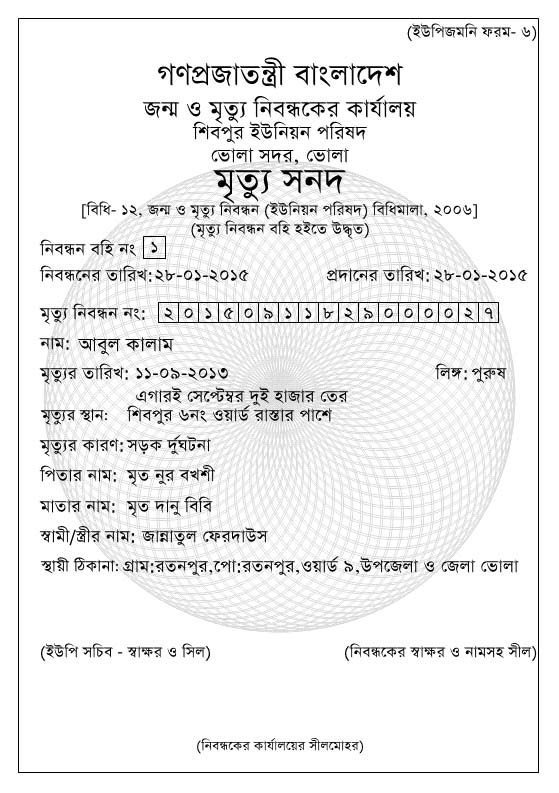 (ইউপিজমনি ফরম- ৬)
গণপ্রজাতন্ত্রী বাংলাদেশ
জন্ম ও মৃত্যু নিবন্ধকের কার্যালয়
শিবপুর ইউনিয়ন পরিষদ
ভোলা সদর, ভোলা
মৃত্যু সনদ
[বিধি- ১২, জন্ম ও মৃত্যু নিবন্ধন (ইউনিয়ন পরিষদ) বিধিমালা, ২০০৬]
(মৃত্যু নিবন্ধন বহি হইতে উদ্ধৃত)
নিবন্ধন বহি নং ১
নিবন্ধনের তারিখ:২৮-০১-২০১৫ প্রদানের তারিখ:২৮-০১-২০১৫
মৃত্যু নিবন্ধন নং: ২০১৫০৯১১৮২৯০০০০২৭
নাম: আবুল কালাম
মৃত্যুর তারিখ: ১১-০৯-২০১৩ লিঙ্গ:পুরুষ
এগারই সেপ্টেম্বর দুই হাজার তের
মৃত্যুর স্থান: শিবপুর ৬নং ওয়ার্ড রাস্তার পাশে
মৃত্যুর কারণ:সড়ক র্দুঘটনা
পিতার নাম: মৃত নুর বখশী
মাতার নাম: মৃত দানু বিবি
স্বামী/স্ত্রীর নাম: জান্নাতুল ফেরদাউস
স্থায়ী ঠিকানা: গ্রাম:রতনপুর,পো:রতনপুর,ওয়ার্ড ৯,উপজেলা ও জেলা ভোলা
(ইউপি সচিব - স্বাক্ষর ও সিল) (নিবন্ধকের স্বাক্ষর ও নামসহ সীল)
(নিবন্ধকের কার্যালয়ের সীলমোহর)